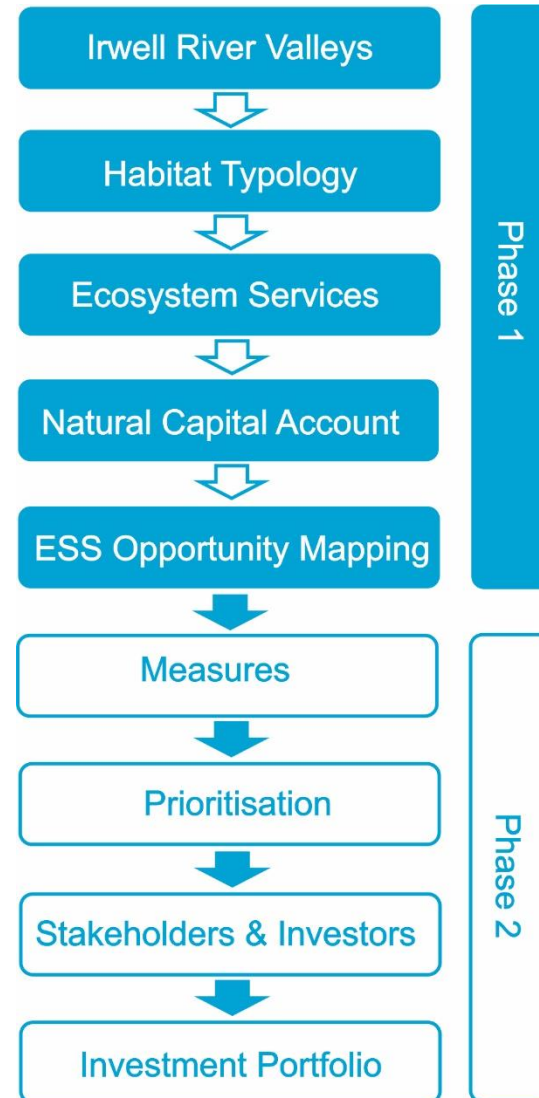 Irwell River Valleys
Habitat Typology
Ecosystem Services
Natural Capital Account
ESS Opportunity Mapping
Phase 1
Measures
Prioritisation
Stakeholders & Investors
Investment Portfolio
Phase 2